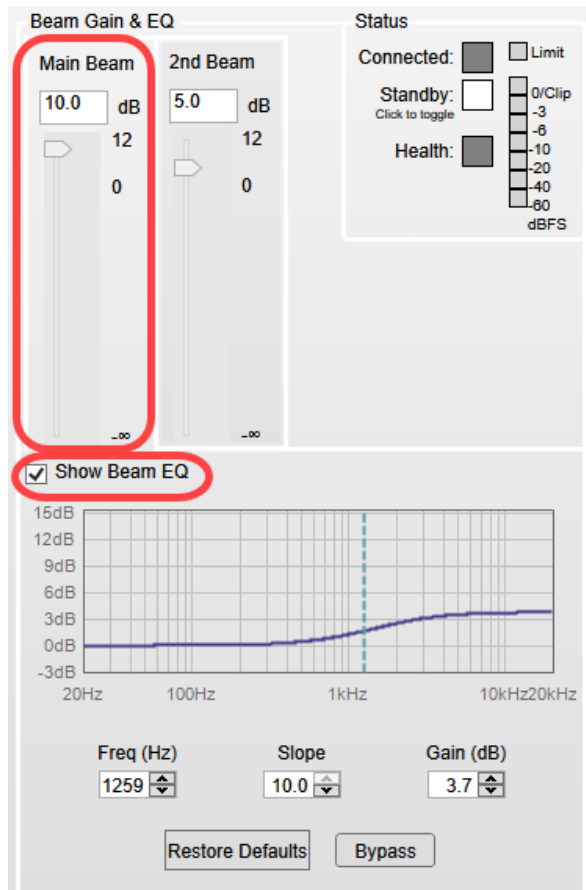 Beam Gain & EQ
Main Beam
10.0 dB
12
0
-∞
2nd Beam
5.0 dB
12
0
-∞
Status
Connected:
Standby:
Click to toggle
Health:
Limit
0/Clip
-3
-6
-10
-20
-40
-60
dBFS
Show Beam EQ
15dB
12dB
9dB
6dB
3dB
0dB
-3dB
20Hz 100Hz 1kHz 10kHz20kHz
Freq (Hz) Slope Gain (dB)
1259 10.0 3.7
Restore Defaults Bypass